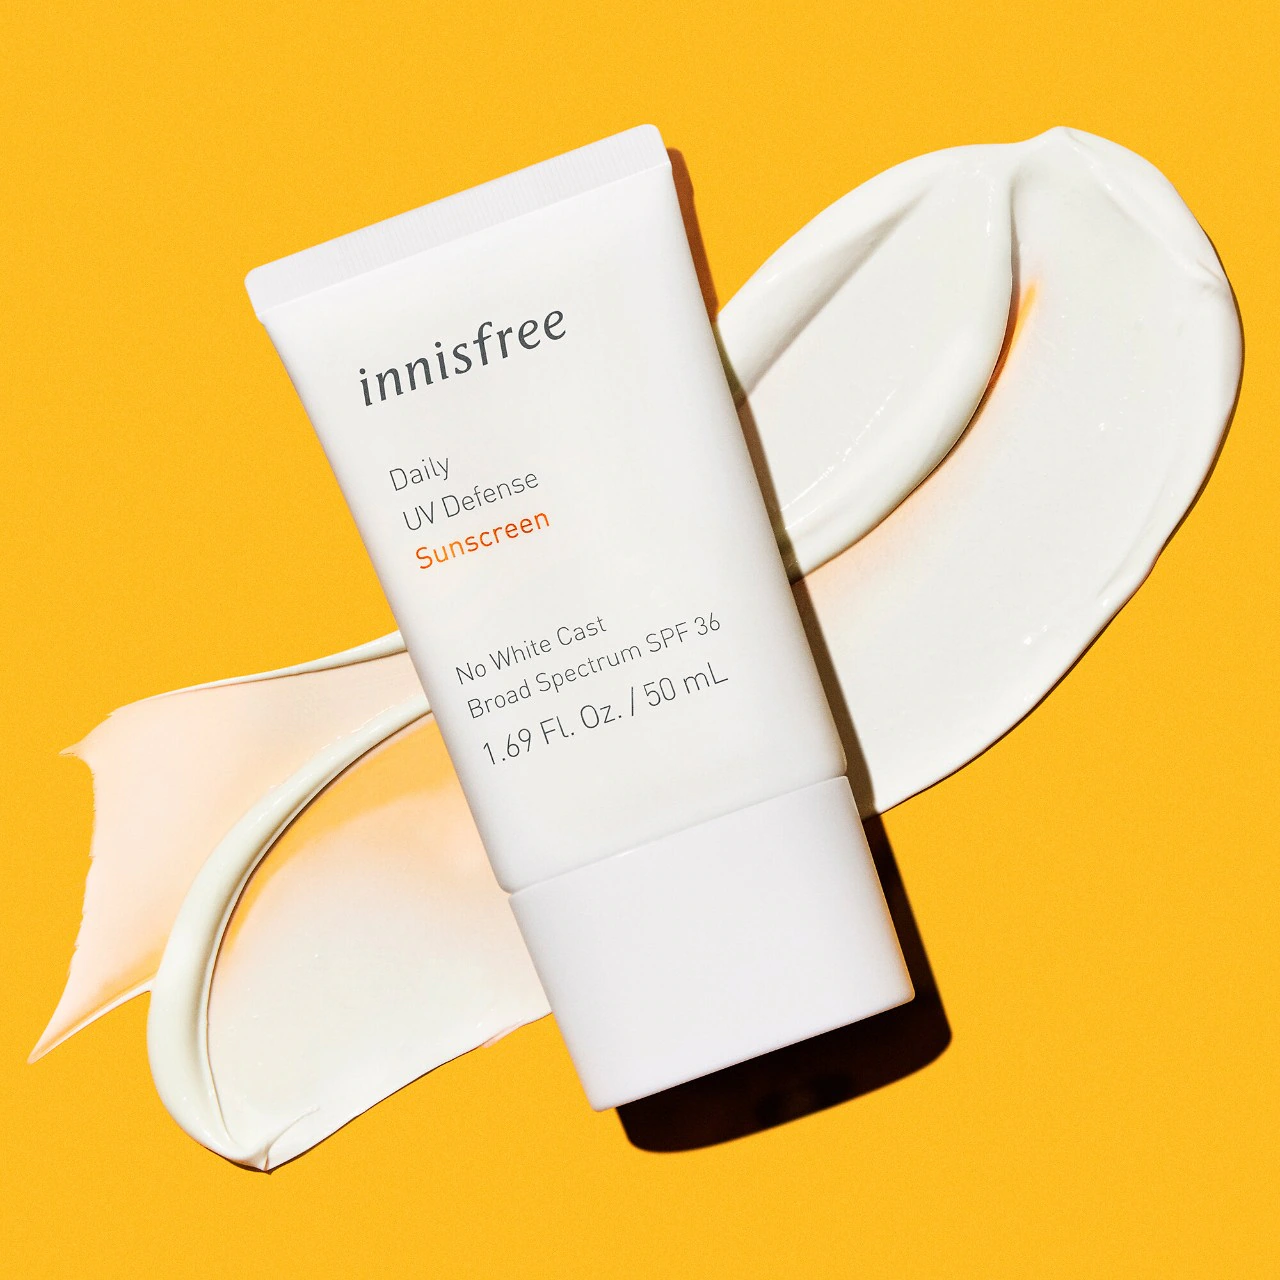 innisfree
Daily
UV Defense
Sunscreen
No White Cast
Broad Spectrum SPF 36
1.69 Fl. Oz. / 50 mL